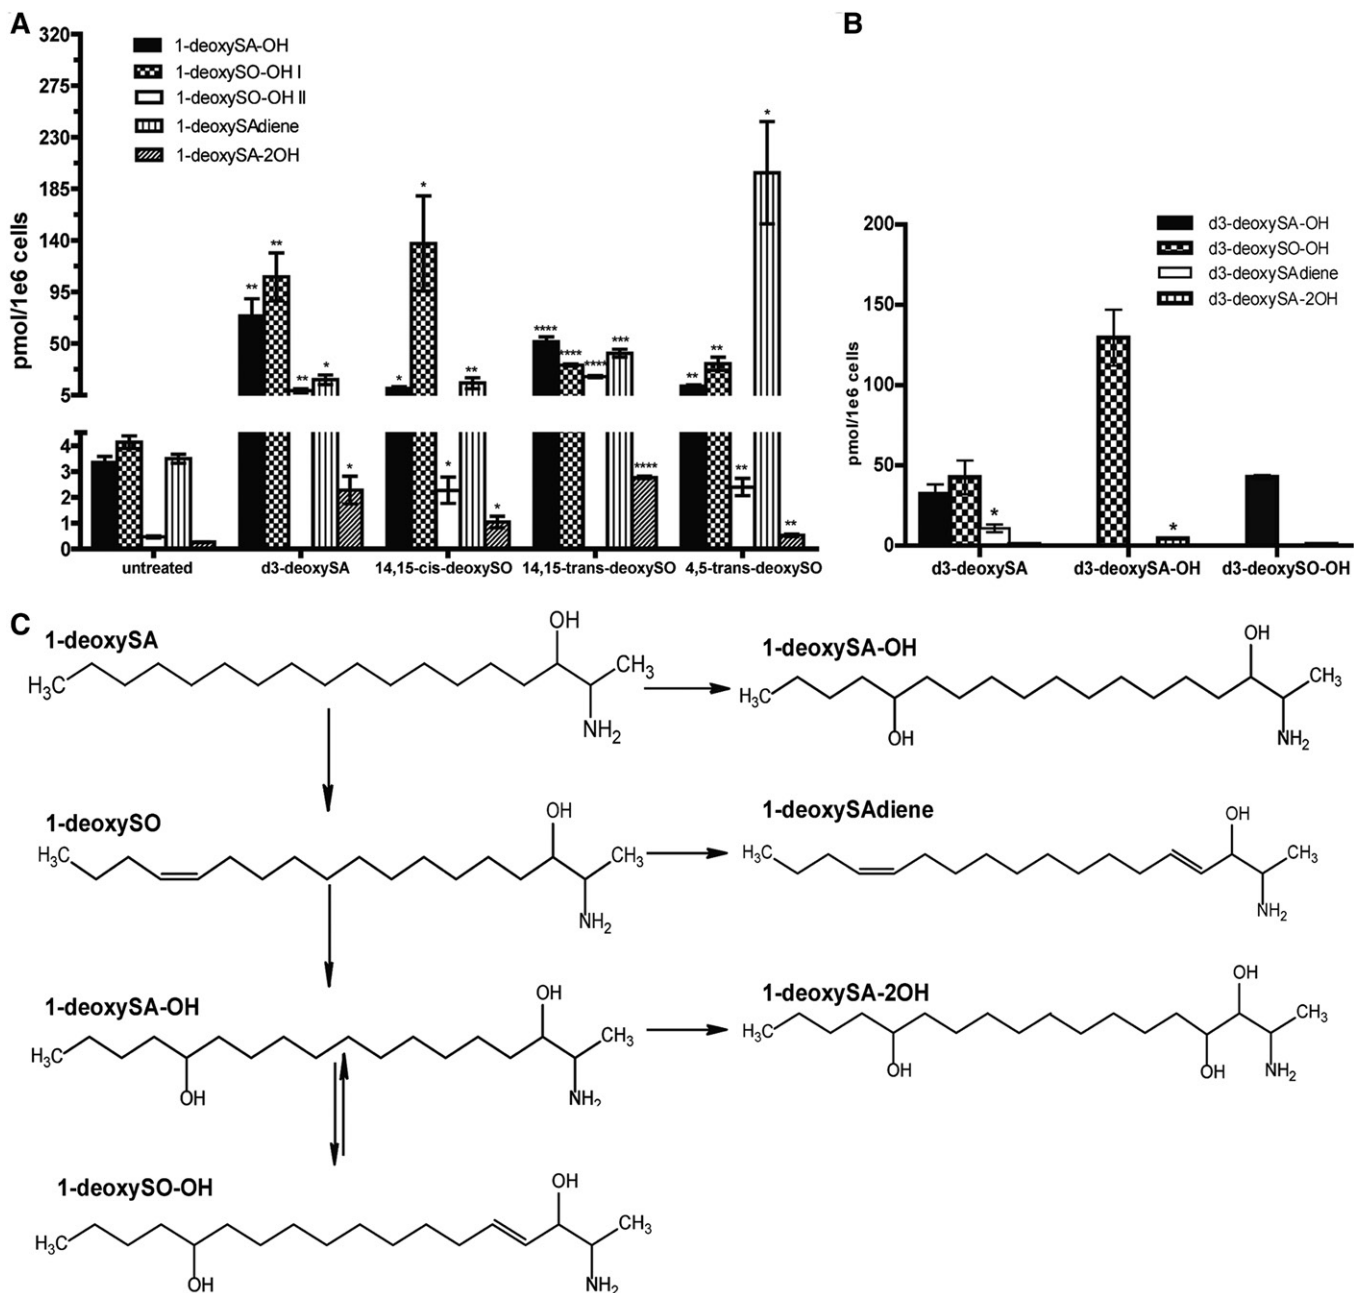 A
320
275
230
185
140
95
50
5
4
3
2
1
0
pmol/1e6 cells
1-deoxySA-OH
1-deoxySO-OH I
1-deoxySO-OH II
1-deoxySAdiene
1-deoxySA-2OH
** ** ** * *
* * * ** *
**** **** **** *** ****
** ** ** * **
untreated d3-deoxySA 14,15-cis-deoxySO 14,15-trans-deoxySO 4,5-trans-deoxySO
B
200
150
100
50
0
pmol/1e6 cells
d3-deoxySA-OH
d3-deoxySO-OH
d3-deoxySAdiene
d3-deoxySA-2OH
* *
d3-deoxySA d3-deoxySA-OH d3-deoxySO-OH
C
1-deoxySA
OH
H3C
CH3
NH2
1-deoxySA-OH
OH
H3C
CH3
OH
NH2
1-deoxySO
OH
H3C
CH3
NH2
1-deoxySAdiene
OH
H3C
CH3
NH2
1-deoxySA-OH
OH
H3C
CH3
OH
NH2
1-deoxySA-2OH
OH
H3C
CH3
OH
OH
NH2
1-deoxySO-OH
OH
H3C
CH3
OH
NH2